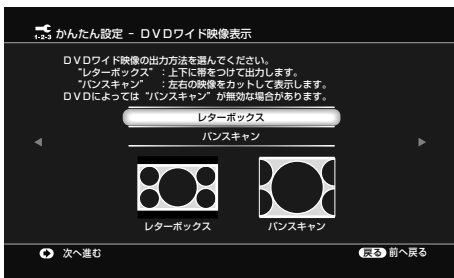 1.2.3 かんたん設定 － ＤＶＤワイド映像表示
ＤＶＤワイド映像の出力方法を選んでください。
“レターボックス” ：上下に帯をつけて出力します。
“パンスキャン” ：左右の映像をカットして表示します。
ＤＶＤによっては“パンスキャン”が無効な場合があります。
レターボックス
パンスキャン
レターボックス
パンスキャン
次へ進む
戻る 前へ戻る